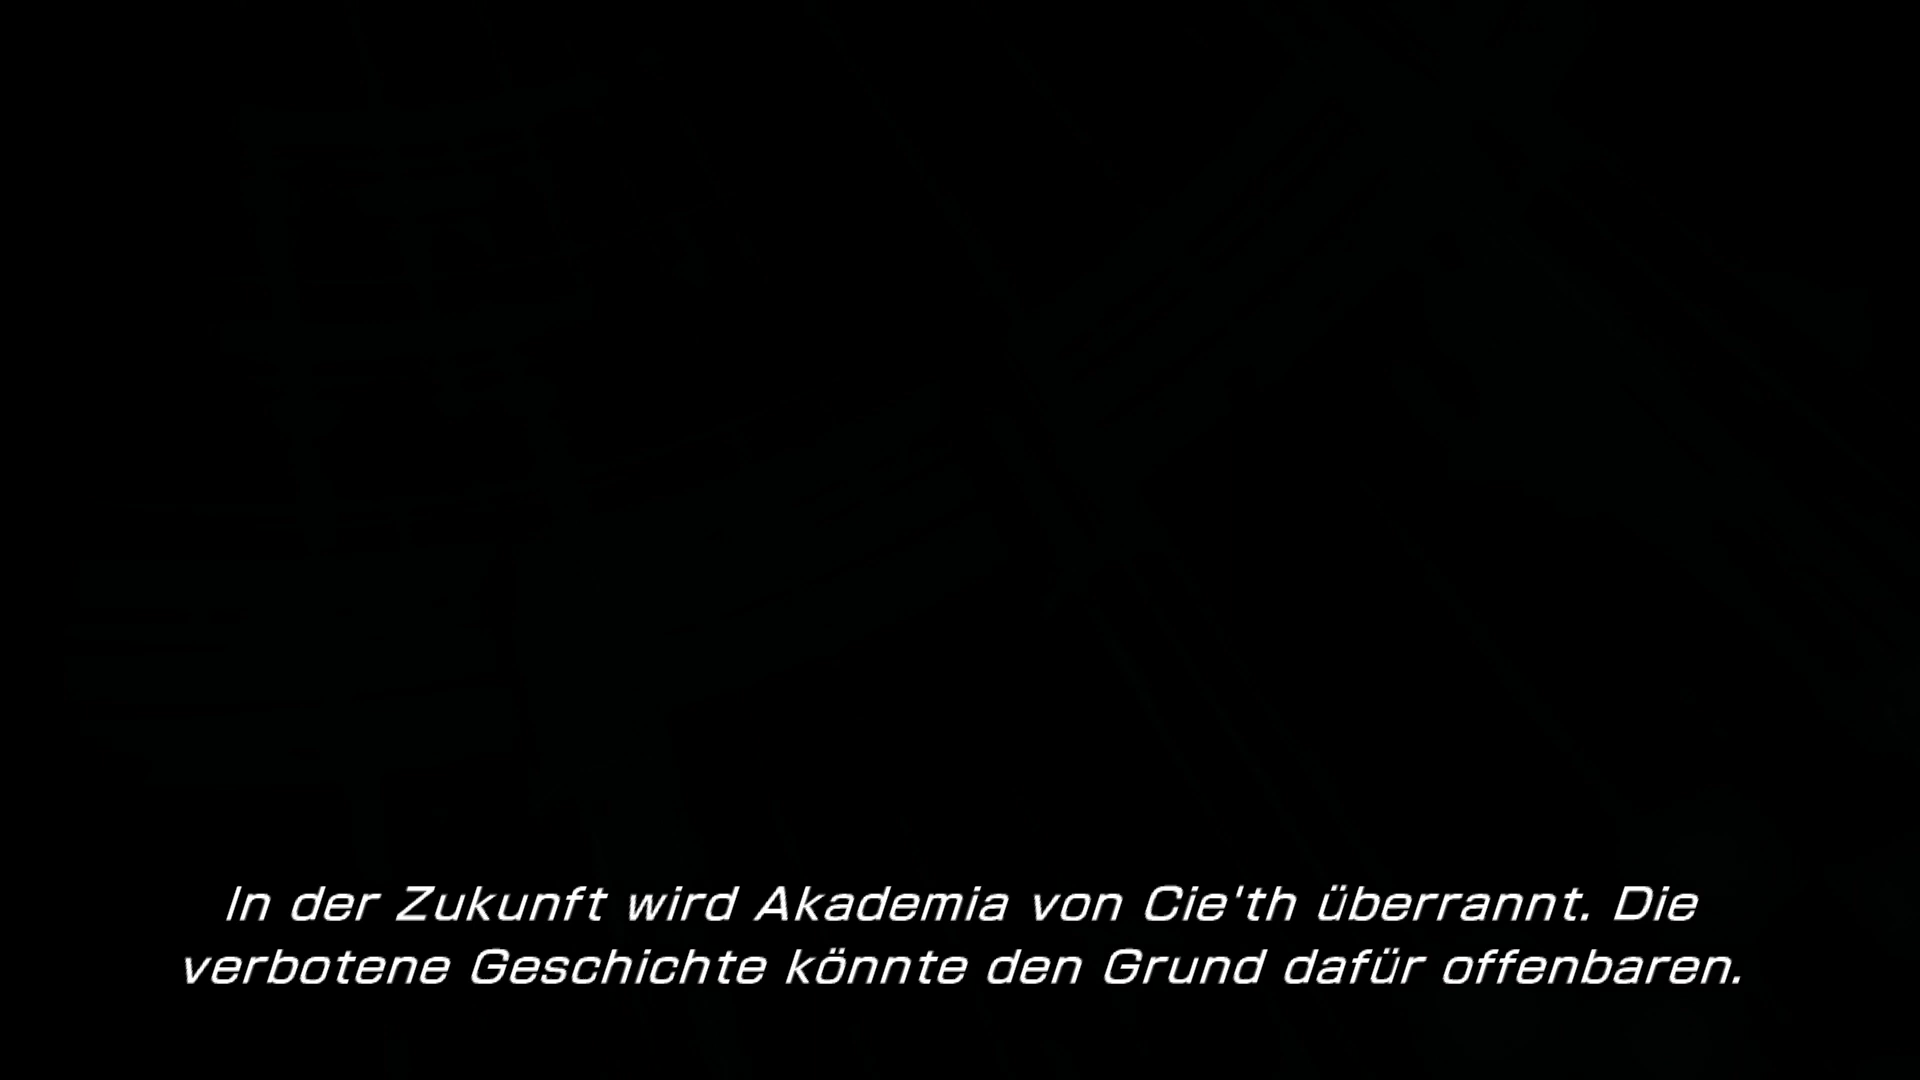 In der Zukunft wird Akademia von Cie'th überrannt. Die
verbotene Geschichte könnte den Grund dafür offenbaren.